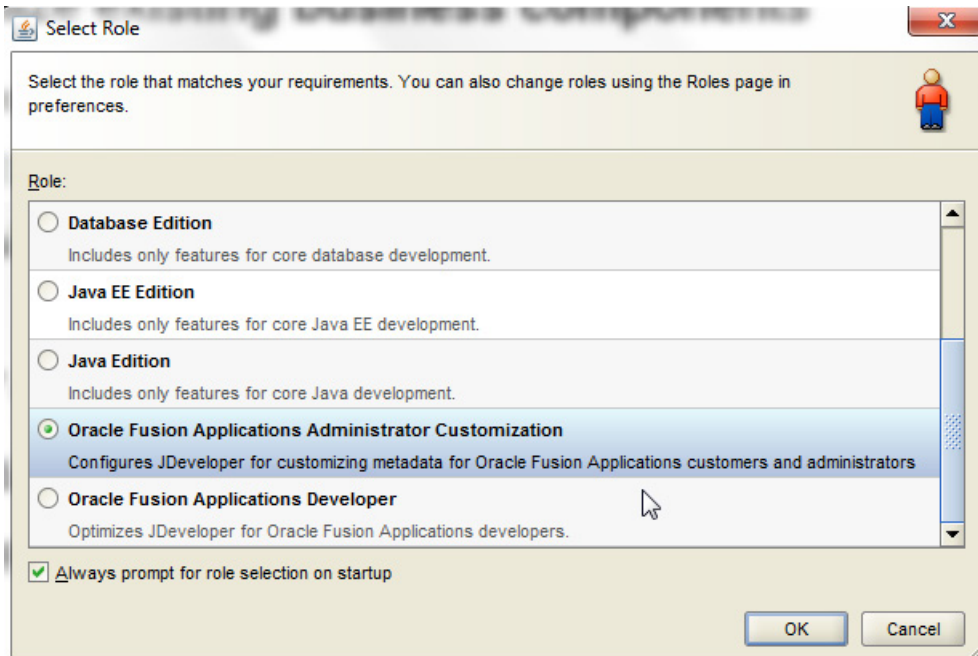 existing Business Components
Select Role
Select the role that matches your requirements. You can also change roles using the Roles page in
preferences.
Role:
Database Edition
Includes only features for core database development.
Java EE Edition
Includes only features for core Java EE development.
Java Edition
Includes only features for core Java development.
Oracle Fusion Applications Administrator Customization
Configures JDeveloper for customizing metadata for Oracle Fusion Applications customers and administrators
Oracle Fusion Applications Developer
Optimizes JDeveloper for Oracle Fusion Applications developers.
Always prompt for role selection on startup
OK
Cancel